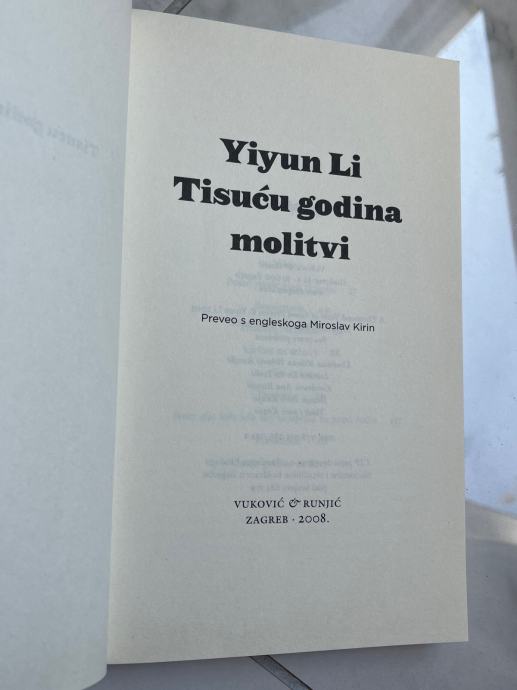 Yiyun Li
Tisuću godina
molitvi
Preveo s engleskoga Miroslav Kirin
VUKOVIĆ & RUNJIĆ
ZAGREB · 2008.